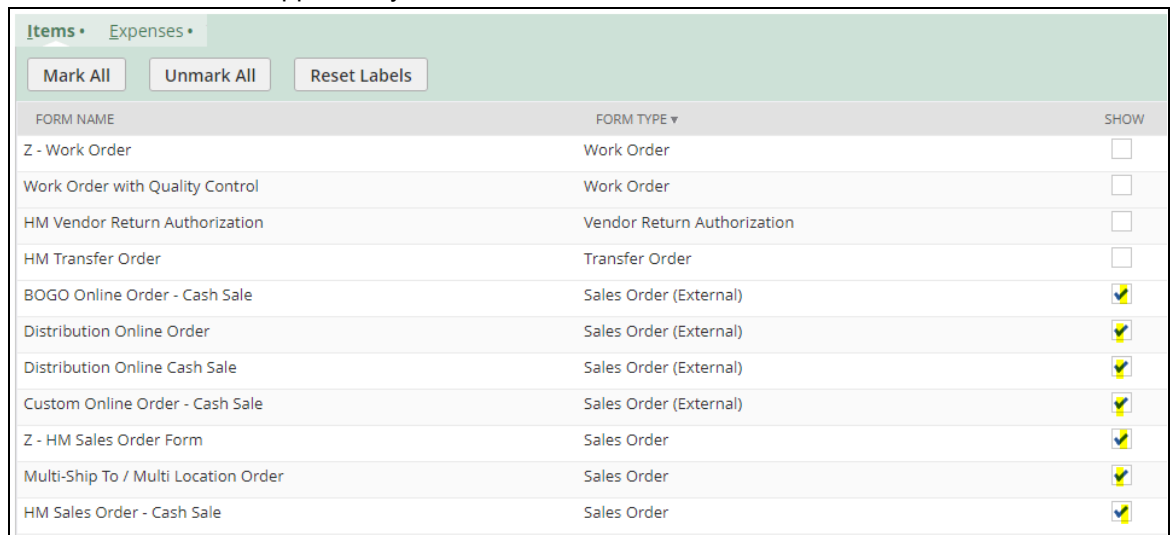 Items • Expenses •
Mark All Unmark All Reset Labels
FORM NAME FORM TYPE ▼ SHOW
Z - Work Order Work Order
Work Order with Quality Control Work Order
HM Vendor Return Authorization Vendor Return Authorization
HM Transfer Order Transfer Order
BOGO Online Order - Cash Sale Sales Order (External)
Distribution Online Order Sales Order (External)
Distribution Online Cash Sale Sales Order (External)
Custom Online Order - Cash Sale Sales Order (External)
Z - HM Sales Order Form Sales Order
Multi-Ship To / Multi Location Order Sales Order
HM Sales Order - Cash Sale Sales Order